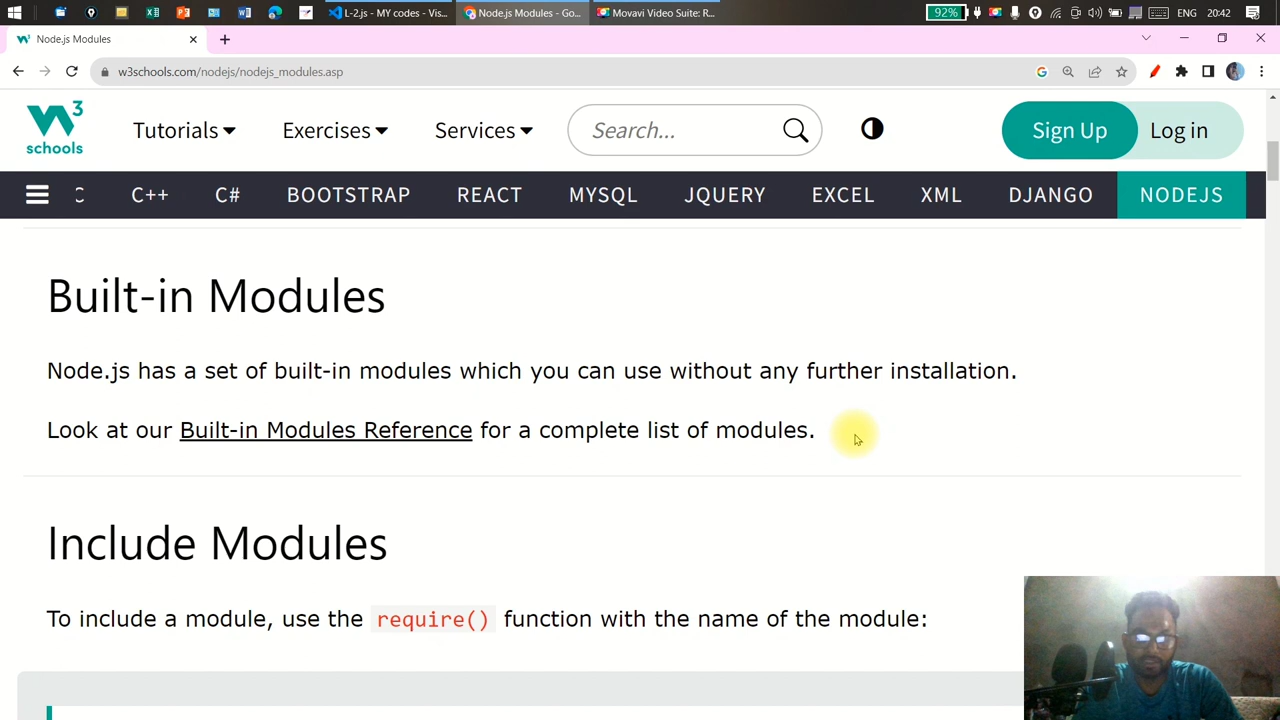 92%
L-2.js - MY codes - Vis...
Node.js Modules - Go...
Movavi Video Suite: R...
ENG
20:42
Node.js Modules
w3schools.com/nodejs/nodejs_modules.asp
W3
schools
Tutorials
Exercises
Services
Search...
Sign Up
Log in
C
C++
C#
BOOTSTRAP
REACT
MYSQL
JQUERY
EXCEL
XML
DJANGO
NODEJS
Built-in Modules
Node.js has a set of built-in modules which you can use without any further installation.
Look at our Built-in Modules Reference for a complete list of modules.
Include Modules
To include a module, use the require() function with the name of the module: